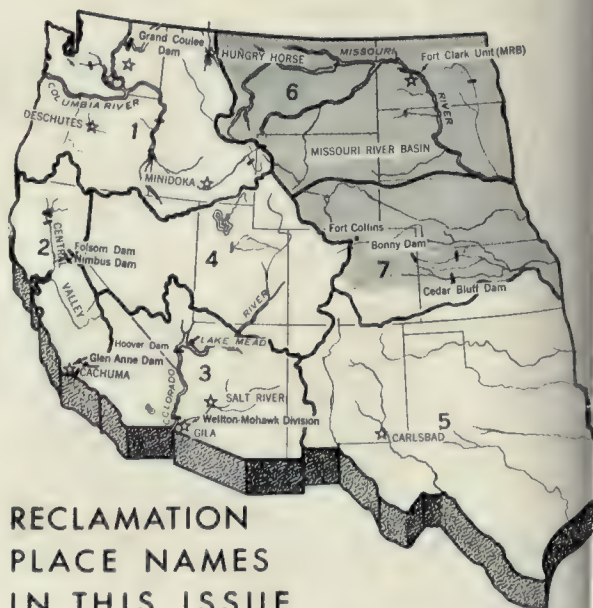 Grand Coulee
Dam
HUNGRY HORSE
MISSOURI
Fort Clark Unit (MRB)
COLUMBIA RIVER
6
RIVER
DESCHUTES
1
MISSOURI RIVER BASIN
MINIDOKA
Fort Collins
Bonny Dam
2
CENTRAL
VALLEY
Folsom Dam
Nimbus Dam
4
7
Cedar Bluff Dam
RIVER
Hoover Dam
LAKE MEAD
Glen Anne Dam
CACHUMA
COLORADO
3
SALT RIVER
5
Wellton-Mohawk Division
GILA
CARLSBAD
RECLAMATION
PLACE NAMES
IN THIS ISSUE